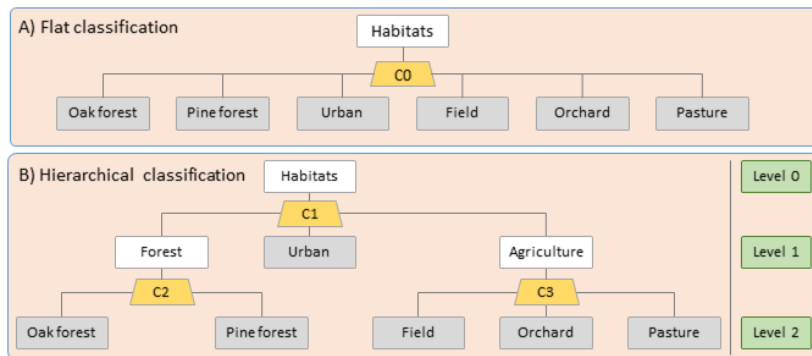 A) Flat classification
Habitats
C0
Oak forest Pine forest Urban Field Orchard Pasture
B) Hierarchical classification Habitats Level 0
C1
Forest Urban Agriculture Level 1
C2 C3
Oak forest Pine forest Field Orchard Pasture Level 2